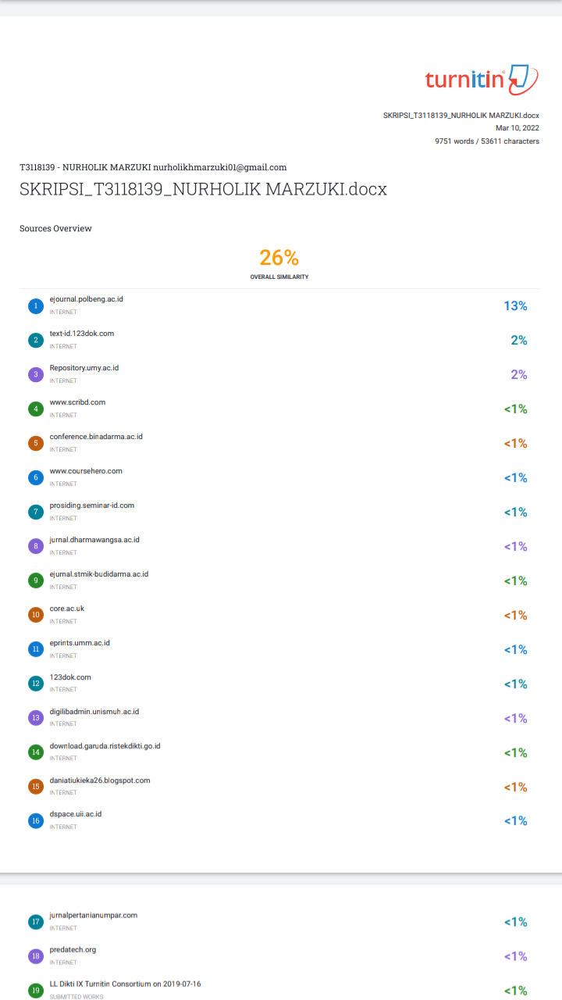 turnitin
SKRIPSI_T3118139_NURHOLIK MARZUKI.docx
Mar 10, 2022
9751 words / 53611 characters
T3118139 - NURHOLIK MARZUKI nurholikhmarzuki01@gmail.com
SKRIPSI_T3118139_NURHOLIK MARZUKI.docx
Sources Overview
26%
OVERALL SIMILARITY
1 ejournal.polbeng.ac.id 13%
INTERNET
2 text-id.123dok.com 2%
INTERNET
3 Repository.umy.ac.id 2%
INTERNET
4 www.scribd.com <1%
INTERNET
5 conference.binadarma.ac.id <1%
INTERNET
6 www.coursehero.com <1%
INTERNET
7 prosiding.seminar-id.com <1%
INTERNET
8 jurnal.dharmawangsa.ac.id <1%
INTERNET
9 ejurnal.stmik-budidarma.ac.id <1%
INTERNET
10 core.ac.uk <1%
INTERNET
11 eprints.umm.ac.id <1%
INTERNET
12 123dok.com <1%
INTERNET
13 digilibadmin.unismuh.ac.id <1%
INTERNET
14 download.garuda.ristekdikti.go.id <1%
INTERNET
15 daniatiukieka26.blogspot.com <1%
INTERNET
16 dspace.uii.ac.id <1%
INTERNET
17 jurnalpertanianumpar.com <1%
INTERNET
18 predatech.org <1%
INTERNET
19 LL Dikti IX Turnitin Consortium on 2019-07-16 <1%
SUBMITTED WORKS